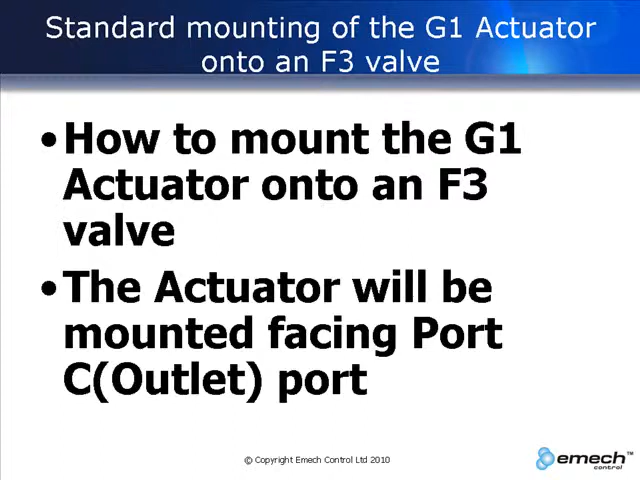 Standard mounting of the G1 Actuator
onto an F3 valve
•How to mount the G1
Actuator onto an F3
valve
•The Actuator will be
mounted facing Port
C(Outlet) port
© Copyright Emech Control Ltd 2010
emech™
control